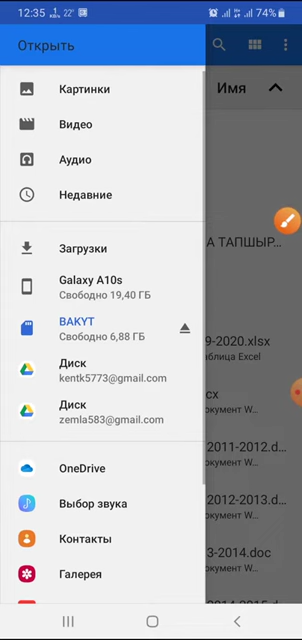 12:35
22°
74%
Открыть
Имя
Картинки
Видео
Аудио
Недавние
Загрузки
Galaxy A10s
Свободно 19,40 ГБ
BAKYT
Свободно 6,88 ГБ
Диск
kentk5773@gmail.com
Диск
zemla583@gmail.com
OneDrive
Выбор звука
Контакты
Галерея
А ТАПШЫР...
9-2020.xlsx
аблица Excel
cx
окумент W...
2011-2012.d...
окумент W...
2012-2013.d...
окумент W...
3-2014.doc
окумент W...